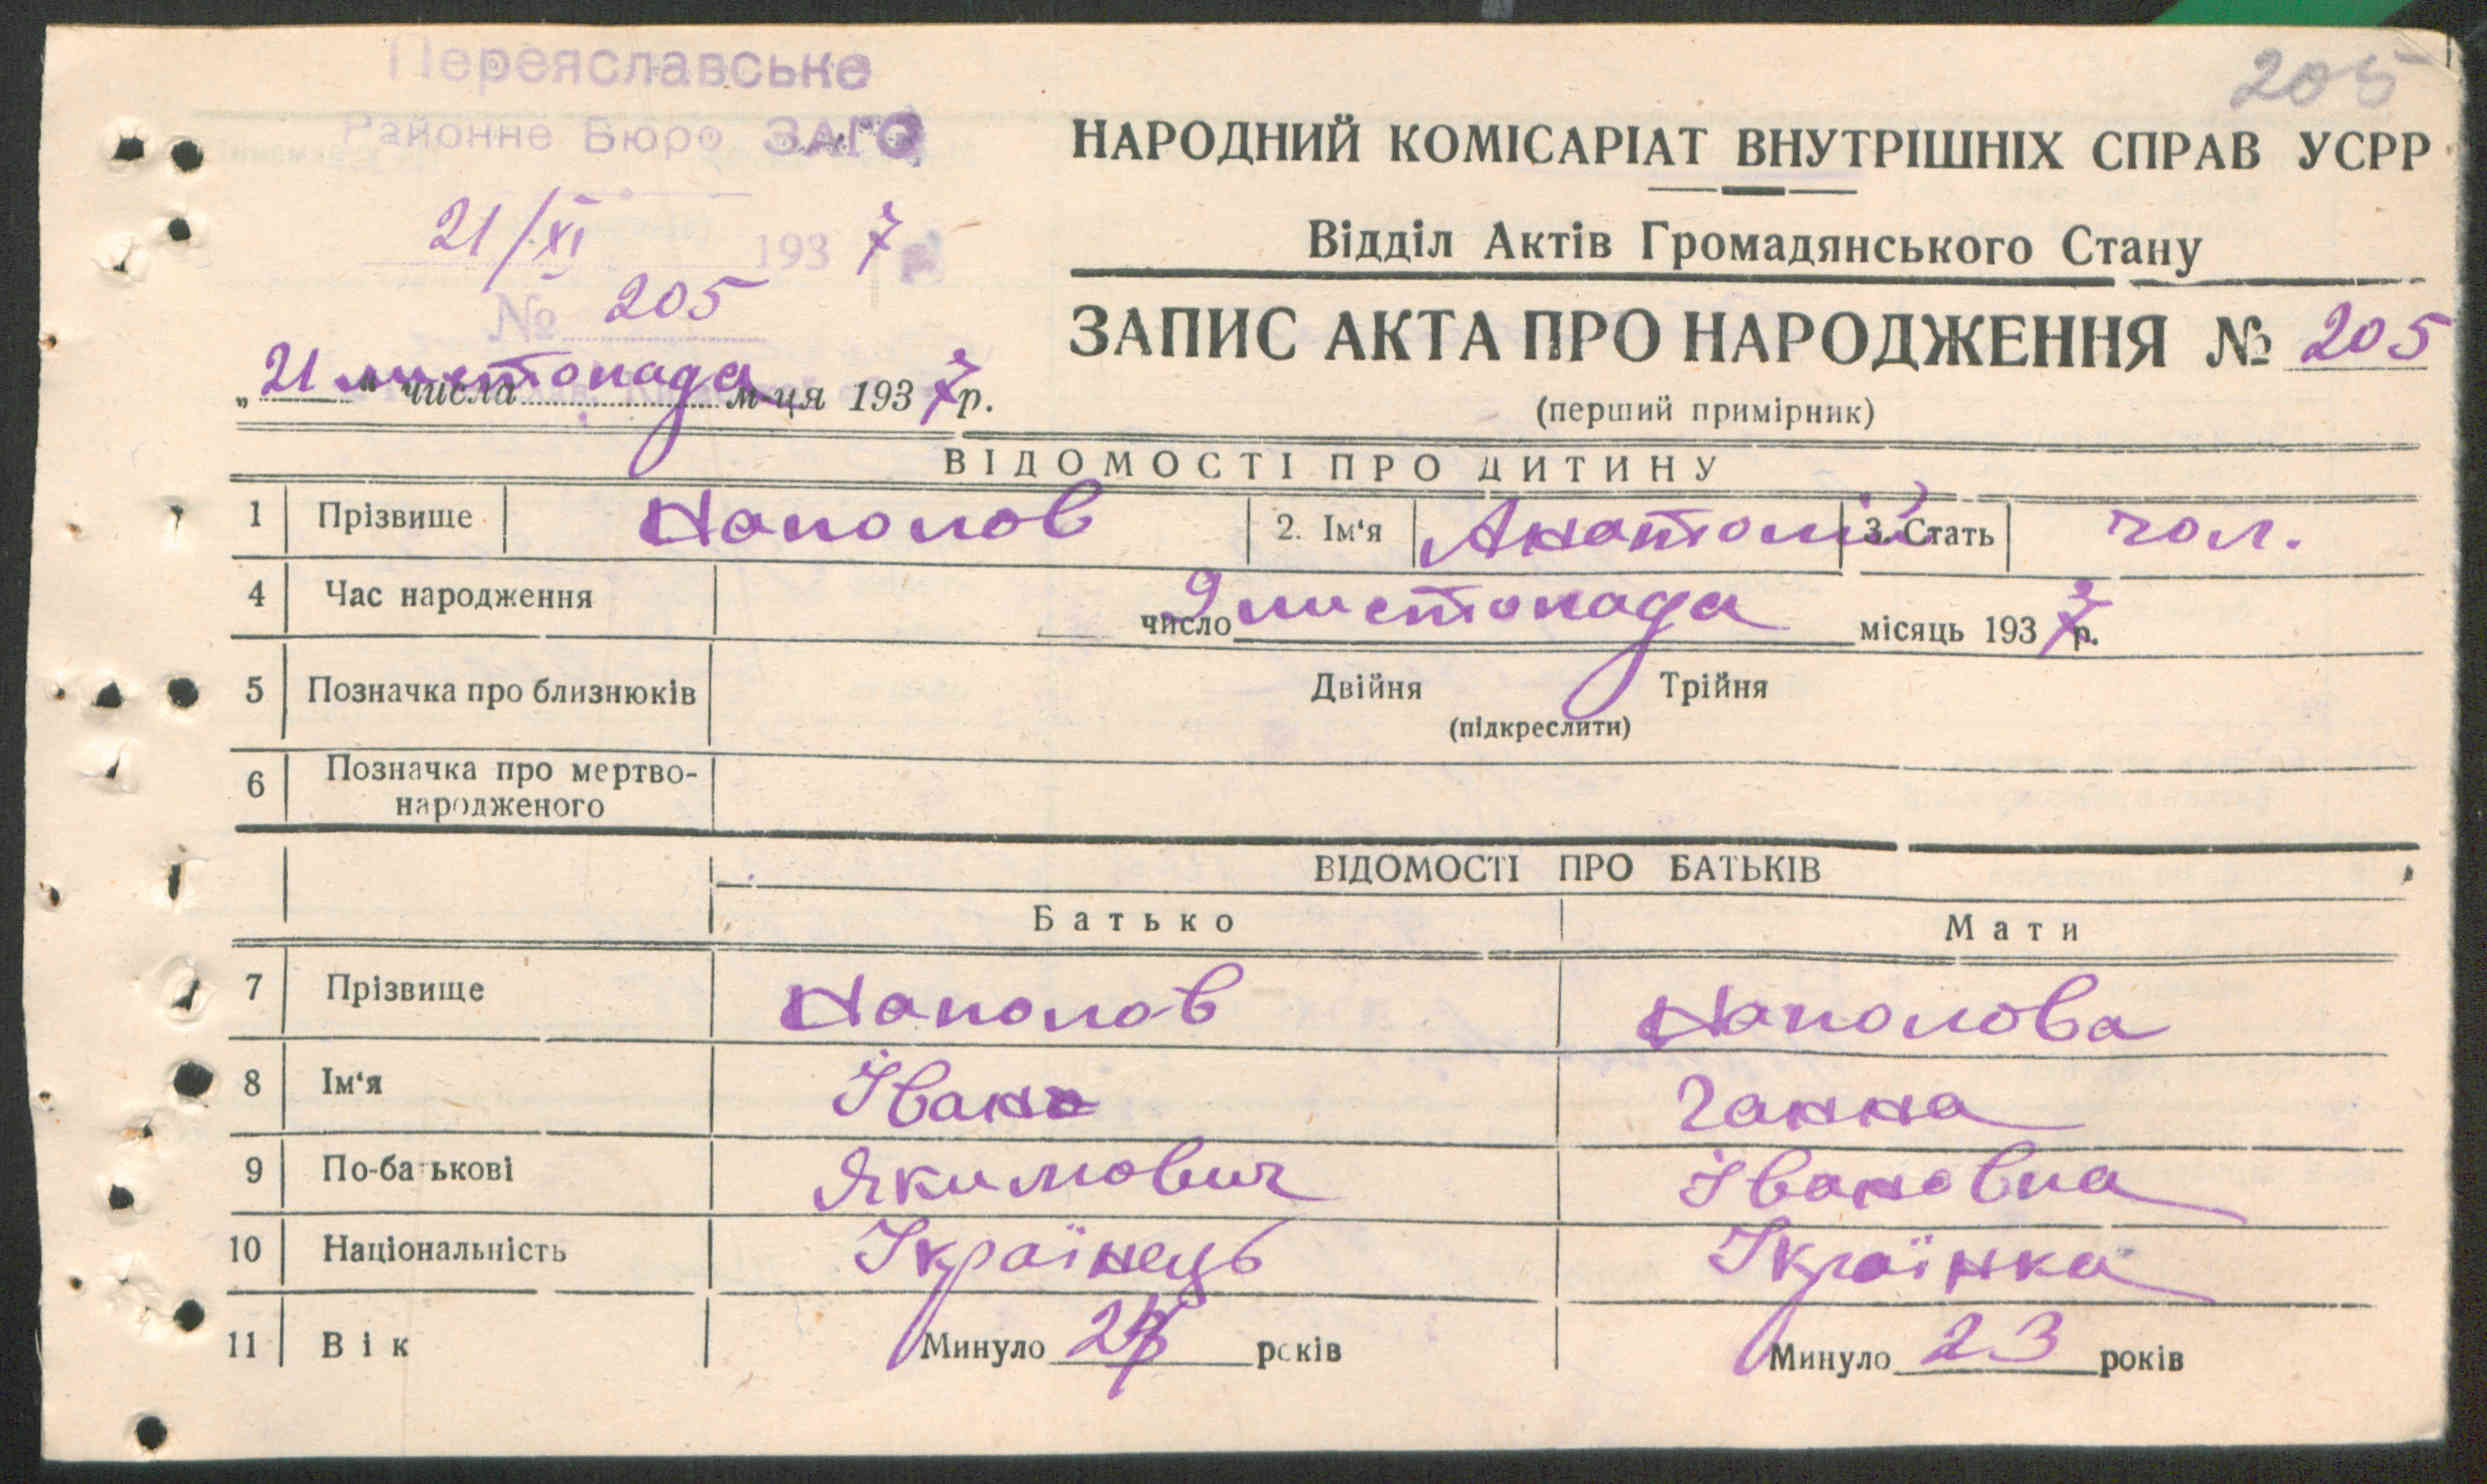 205
Переяславське
Районне Бюро ЗАГС
НАРОДНИЙ КОМІСАРІАТ ВНУТРІШНІХ СПРАВ УСРР
21/XI 1937
Відділ Актів Громадянського Стану
№ 205
ЗАПИС АКТА ПРО НАРОДЖЕННЯ № 205
„21" числа листопада м-ця 1937 р.
(перший примірник)
ВІДОМОСТІ ПРО ДИТИНУ
1 Прізвище Наполов 2. Ім'я Анатолій 3. Стать чол.
4 Час народження 9 число листопада місяць 1937 р.
5 Позначка про близнюків Двійня Трійня
(підкреслити)
6 Позначка про мертво-
народженого
ВІДОМОСТІ ПРО БАТЬКІВ
Батько Мати
7 Прізвище Наполов Наполова
8 Ім'я Іван Ганна
9 По-батькові Якимович Івановна
10 Національність Українець Українка
11 Вік Минуло років Минуло 23 років